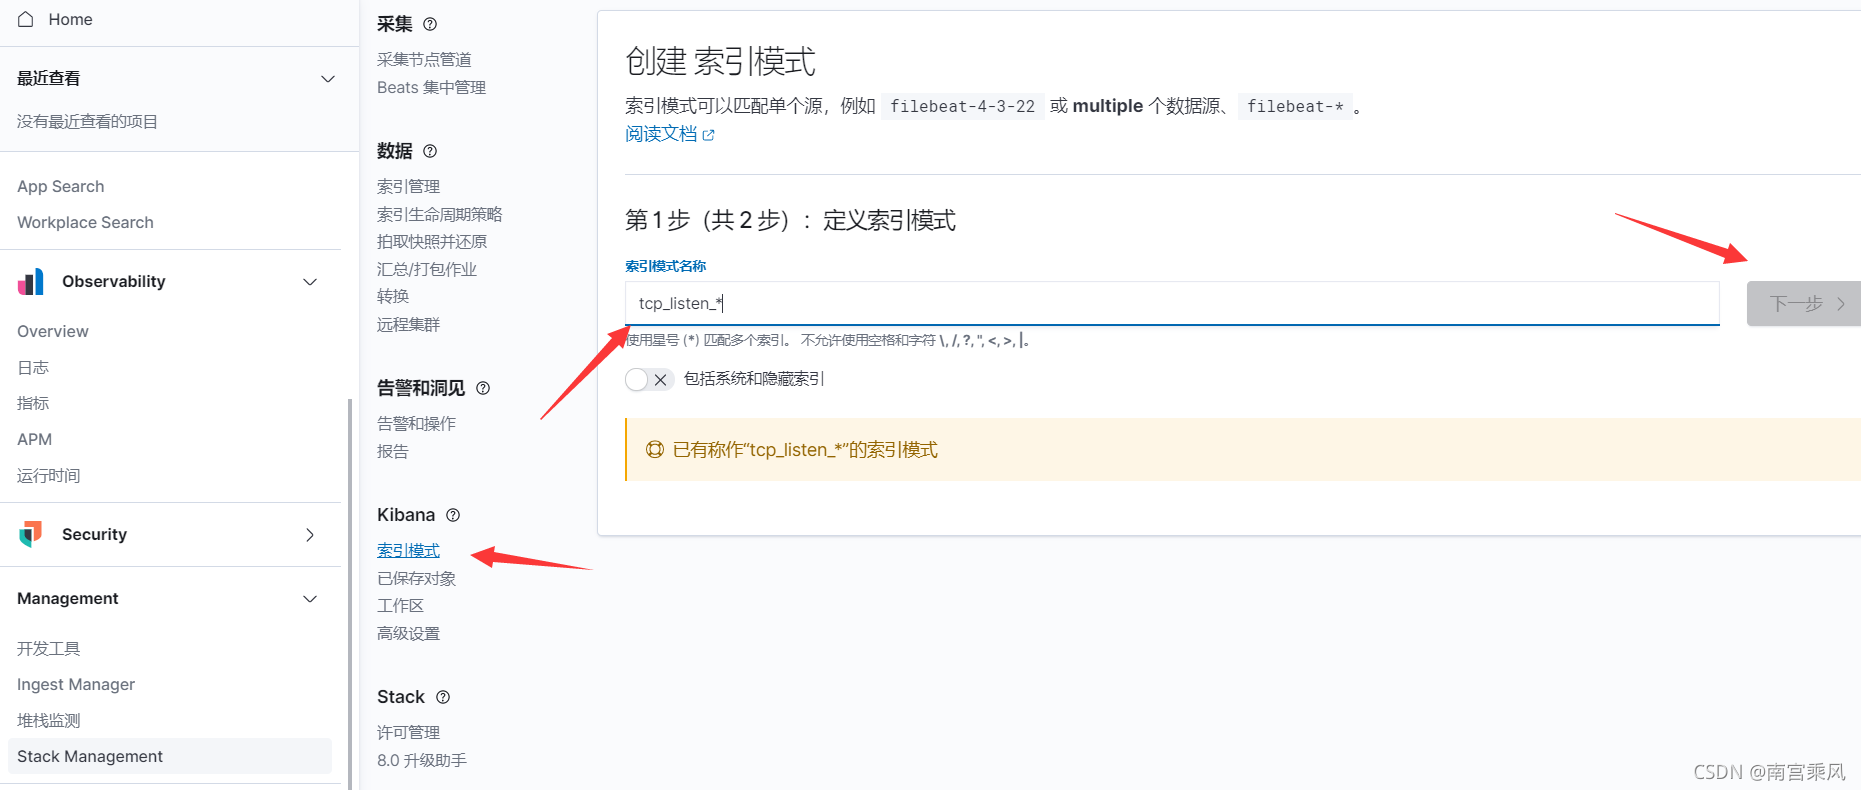 Home
最近查看
没有最近查看的项目
App Search
Workplace Search
Observability
Overview
日志
指标
APM
运行时间
Security
Management
开发工具
Ingest Manager
堆栈监测
Stack Management
采集
采集节点管道
Beats 集中管理
数据
索引管理
索引生命周期策略
拍取快照并还原
汇总/打包作业
转换
远程集群
告警和洞见
告警和操作
报告
Kibana
索引模式
已保存对象
工作区
高级设置
Stack
许可管理
8.0 升级助手
创建 索引模式
索引模式可以匹配单个源，例如 filebeat-4-3-22 或 multiple 个数据源、 filebeat-* 。
阅读文档
第 1 步（共 2 步）：定义索引模式
索引模式名称
tcp_listen_*
下一步
使用星号 (*) 匹配多个索引。 不允许使用空格和字符 \, /, ?, ", <, >, |。
包括系统和隐藏索引
已有称作“tcp_listen_*”的索引模式
CSDN @南宫乘风